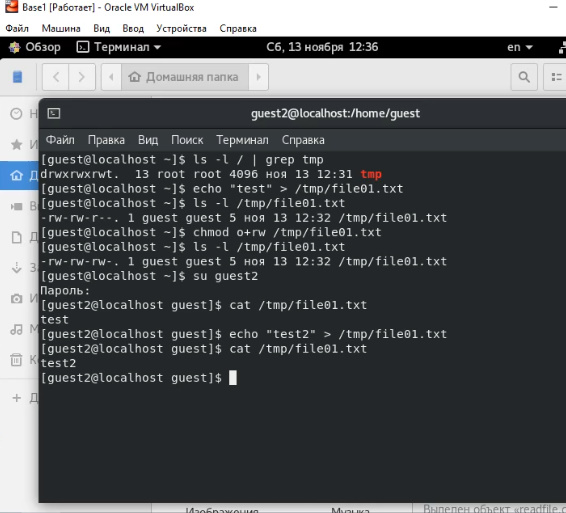 Base1 [Работает] - Oracle VM VirtualBox
Файл Машина Вид Ввод Устройства Справка
Обзор Терминал Сб, 13 ноября 12:36 en
Домашняя папка
guest2@localhost:/home/guest
Файл Правка Вид Поиск Терминал Справка
[guest@localhost ~]$ ls -l / | grep tmp
drwxrwxrwt. 13 root root 4096 ноя 13 12:31 tmp
[guest@localhost ~]$ echo "test" > /tmp/file01.txt
[guest@localhost ~]$ ls -l /tmp/file01.txt
-rw-rw-r--. 1 guest guest 5 ноя 13 12:32 /tmp/file01.txt
[guest@localhost ~]$ chmod o+rw /tmp/file01.txt
[guest@localhost ~]$ ls -l /tmp/file01.txt
-rw-rw-rw-. 1 guest guest 5 ноя 13 12:32 /tmp/file01.txt
[guest@localhost ~]$ su guest2
Пароль:
[guest2@localhost guest]$ cat /tmp/file01.txt
test
[guest2@localhost guest]$ echo "test2" > /tmp/file01.txt
[guest2@localhost guest]$ cat /tmp/file01.txt
test2
[guest2@localhost guest]$
Изображения Музыка